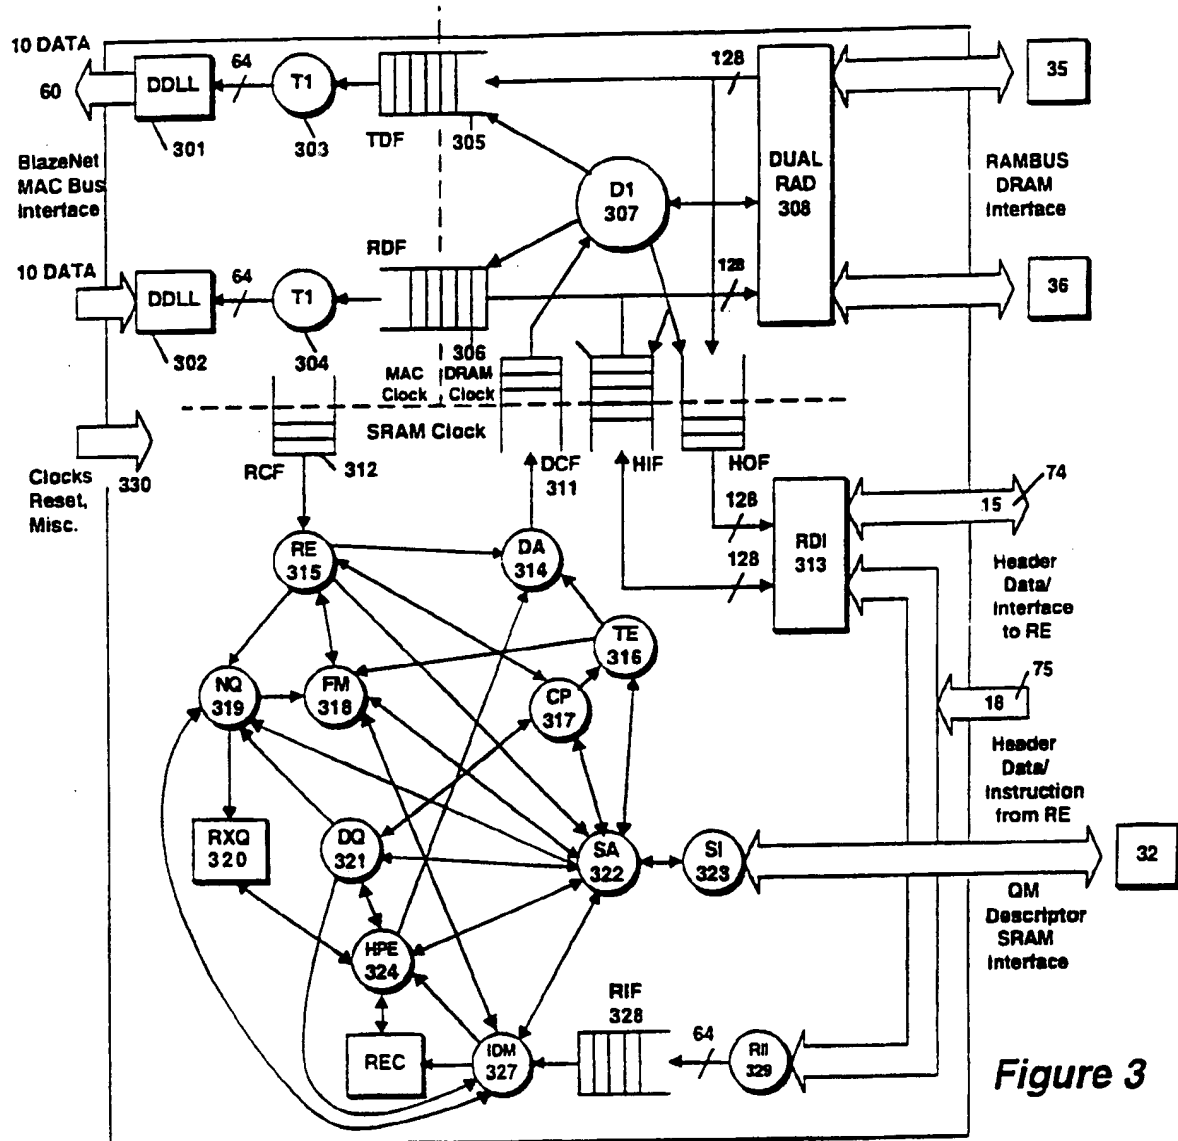 10 DATA
60
DDLL
301
64
T1
303
TDF
305
128
DUAL
RAD
308
35
RAMBUS
DRAM
Interface
BlazeNet
MAC Bus
Interface
D1
307
10 DATA
DDLL
302
64
T1
304
RDF
306
128
36
MAC
Clock
DRAM
Clock
SRAM Clock
Clocks
Reset,
Misc.
330
RCF
312
DCF
311
HIF
HOF
128
128
RDI
313
15
74
Header
Data/
Interface
to RE
18
75
Header
Data/
Instruction
from RE
RE
315
DA
314
TE
316
NQ
319
FM
318
CP
317
RXQ
320
DQ
321
SA
322
SI
323
32
QM
Descriptor
SRAM
Interface
HPE
324
REC
IDM
327
RIF
328
64
RII
329
Figure 3